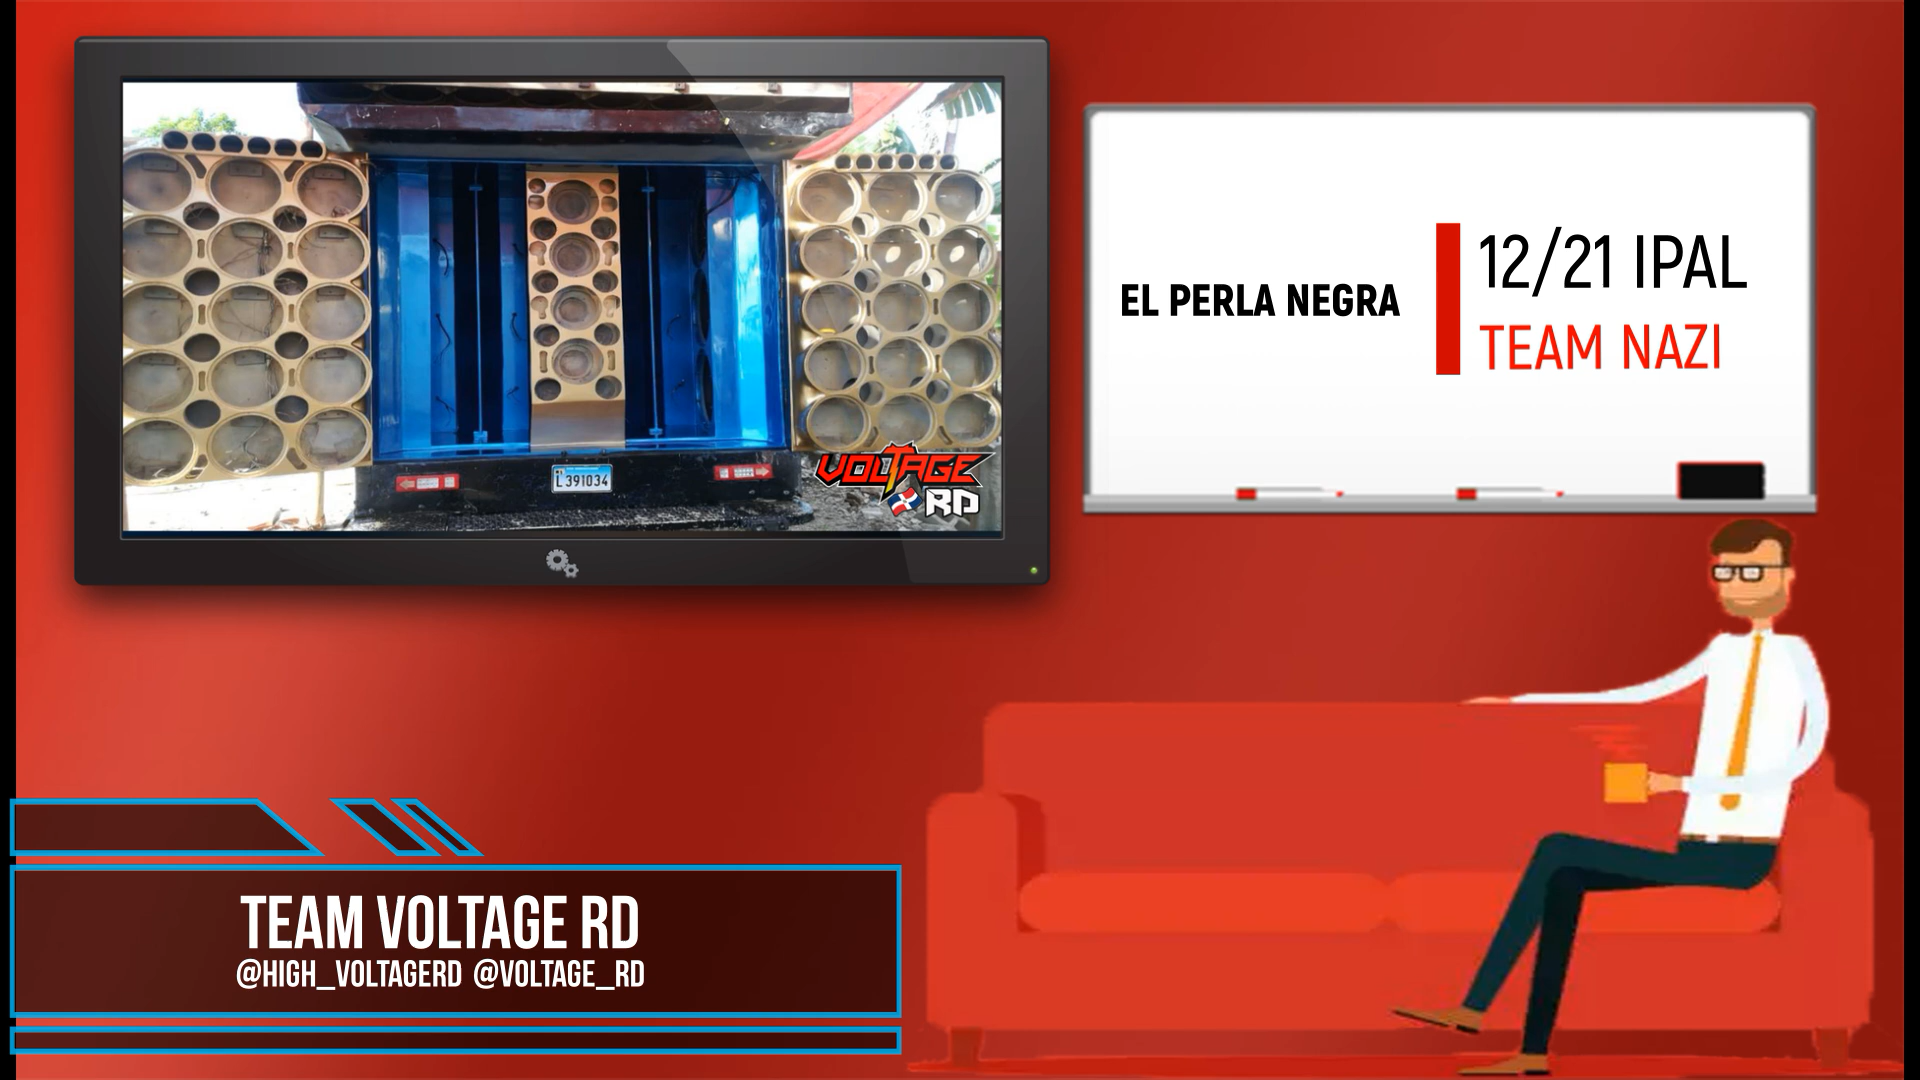 L391034
VOLTAGE
RD
EL PERLA NEGRA
12/21 IPAL
TEAM NAZI
TEAM VOLTAGE RD
@HIGH_VOLTAGERD @VOLTAGE_RD